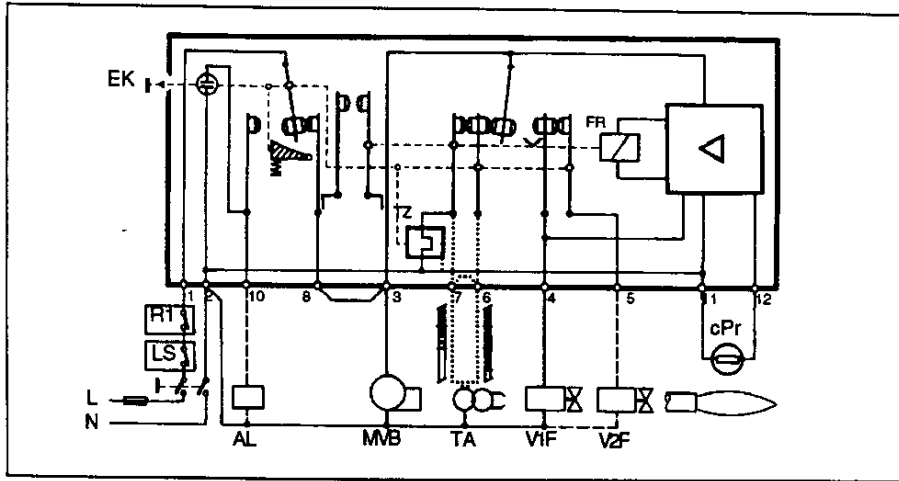 EK
FR
TZ
1 2 10 8 3 7 6 4 5 11 12
R1
LS
cPr
L
N
AL MVB TA V1F V2F